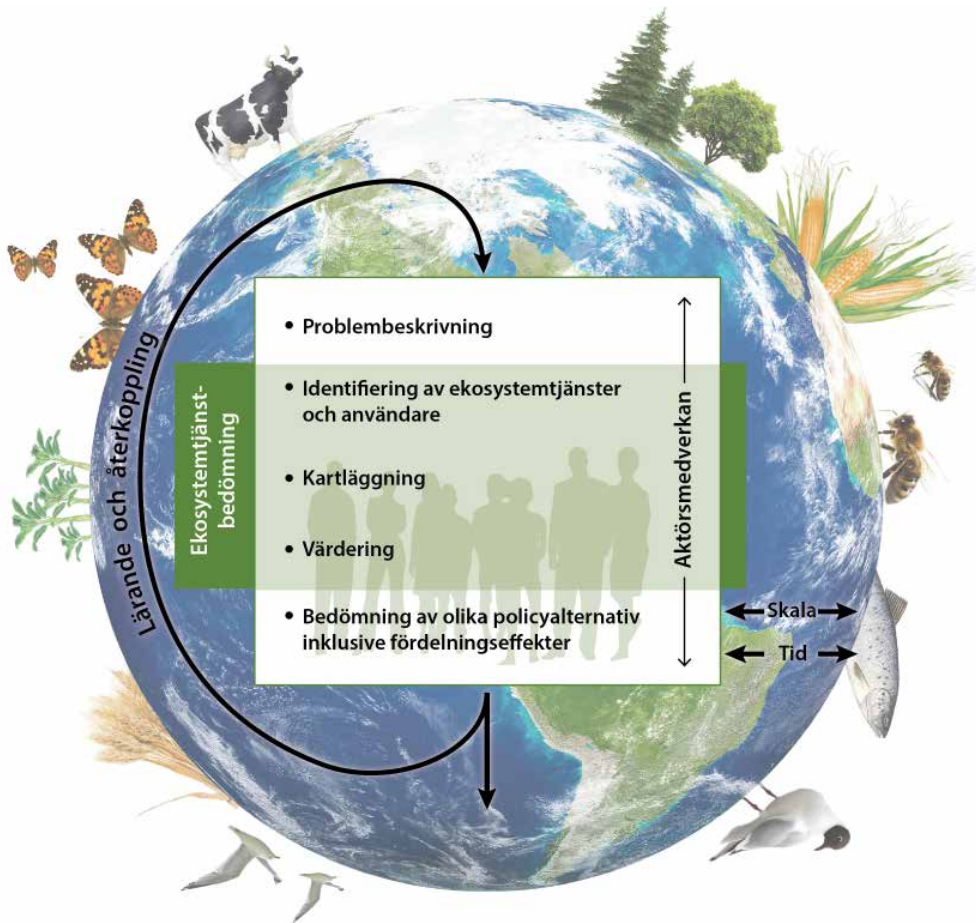 Lärande och återkoppling
Ekosystemtjänst-
bedömning
• Problembeskrivning
• Identifiering av ekosystemtjänster
och användare
• Kartläggning
• Värdering
• Bedömning av olika policyalternativ
inklusive fördelningseffekter
Aktörsmedverkan
Skala
Tid